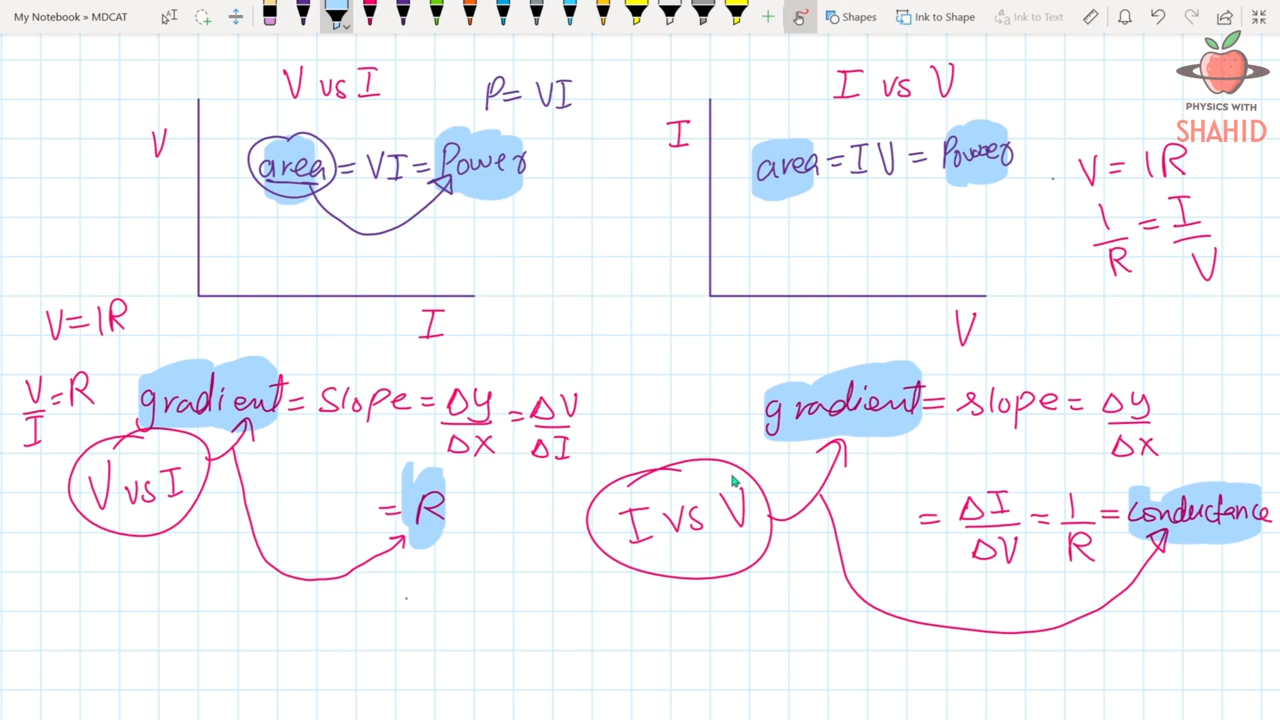 My Notebook » MDCAT
Shapes
Ink to Shape
Ink to Text
PHYSICS WITH
SHAHID
V vs I
P = VI
V
area = VI = Power
I
V = IR
V/I = R
gradient = Slope = Δy/Δx = ΔV/ΔI
V vs I
= R
I vs V
I
area = IV = Power
V = IR
1/R = I/V
V
gradient = slope = Δy/Δx
I vs V
= ΔI/ΔV = 1/R = conductance